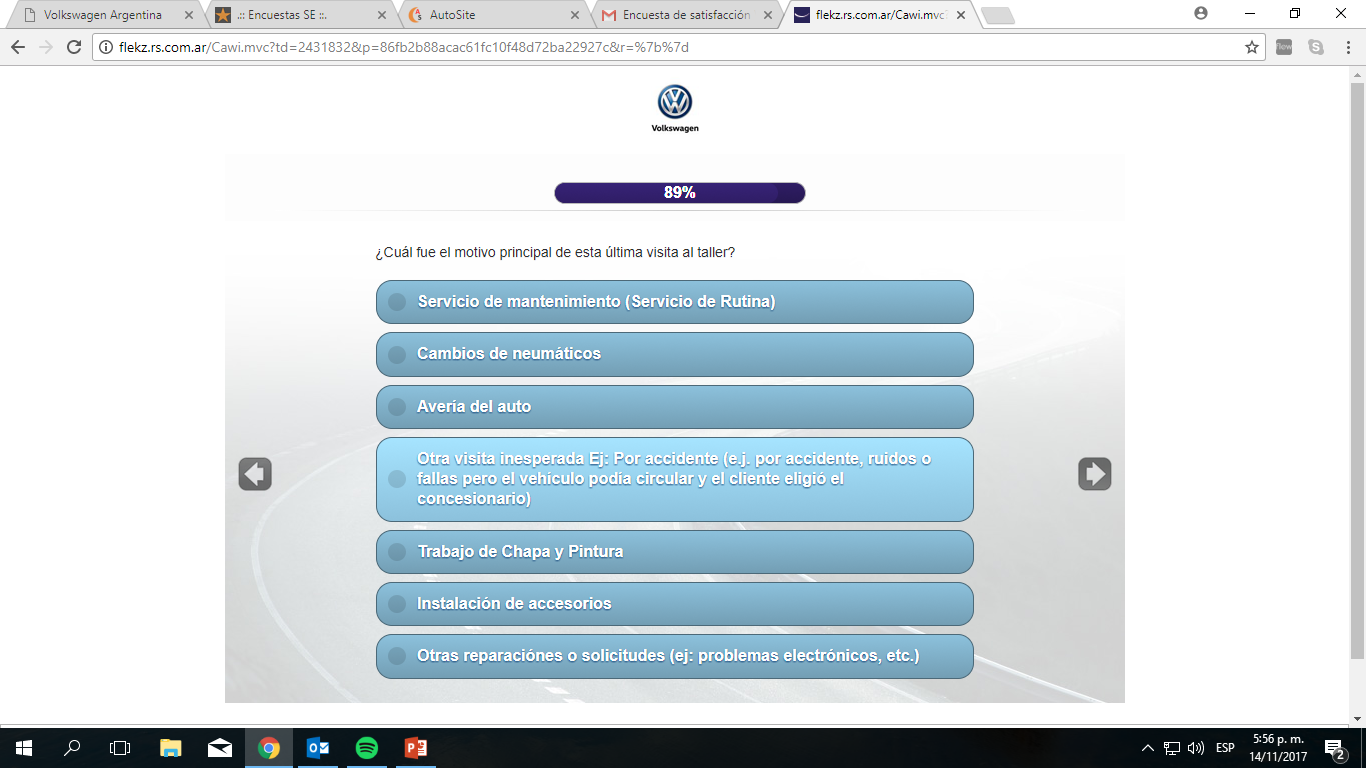 Volkswagen Argentina
.:: Encuestas SE ::.
AutoSite
Encuesta de satisfacción
flekz.rs.com.ar/Cawi.mvc
flekz.rs.com.ar/Cawi.mvc?td=2431832&p=86fb2b88acac61fc10f48d72ba22927c&r=%7b%7d
Volkswagen
89%
¿Cuál fue el motivo principal de esta última visita al taller?
Servicio de mantenimiento (Servicio de Rutina)
Cambios de neumáticos
Avería del auto
Otra visita inesperada Ej: Por accidente (e.j. por accidente, ruidos o
fallas pero el vehículo podía circular y el cliente eligió el
concesionario)
Trabajo de Chapa y Pintura
Instalación de accesorios
Otras reparaciónes o solicitudes (ej: problemas electrónicos, etc.)
ESP
5:56 p. m.
14/11/2017
2